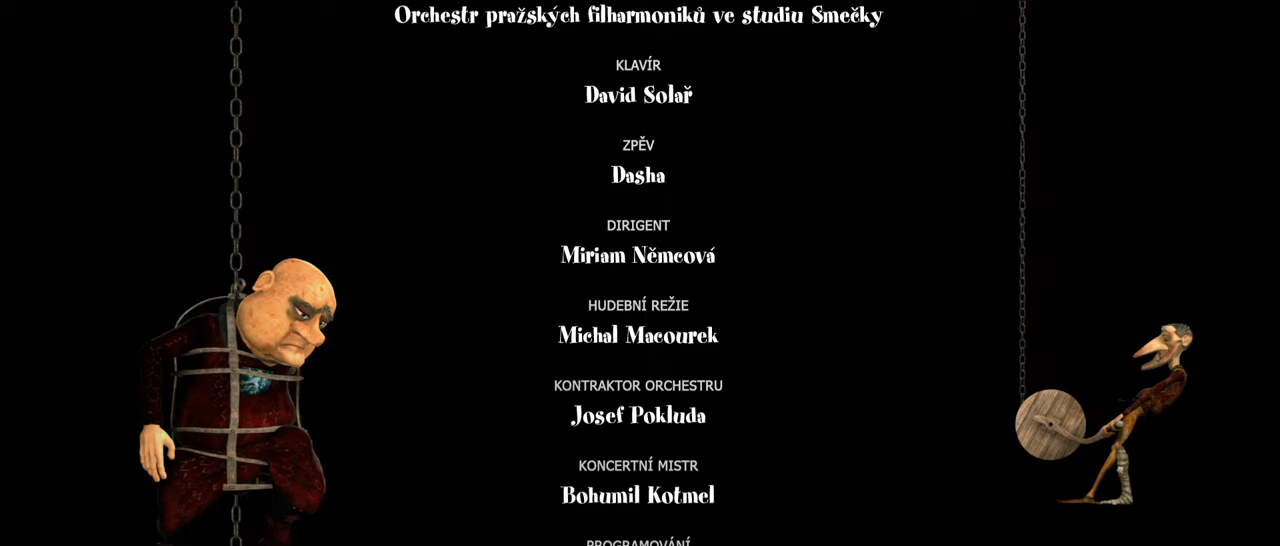 Orchestr pražských filharmoniků ve studiu Smečky
KLAVÍR
David Solař
ZPĚV
Dasha
DIRIGENT
Miriam Němcová
HUDEBNÍ REŽIE
Michal Macourek
KONTRAKTOR ORCHESTRU
Josef Pokluda
KONCERTNÍ MISTR
Bohumil Kotmel
PROGRAMOVÁNÍ